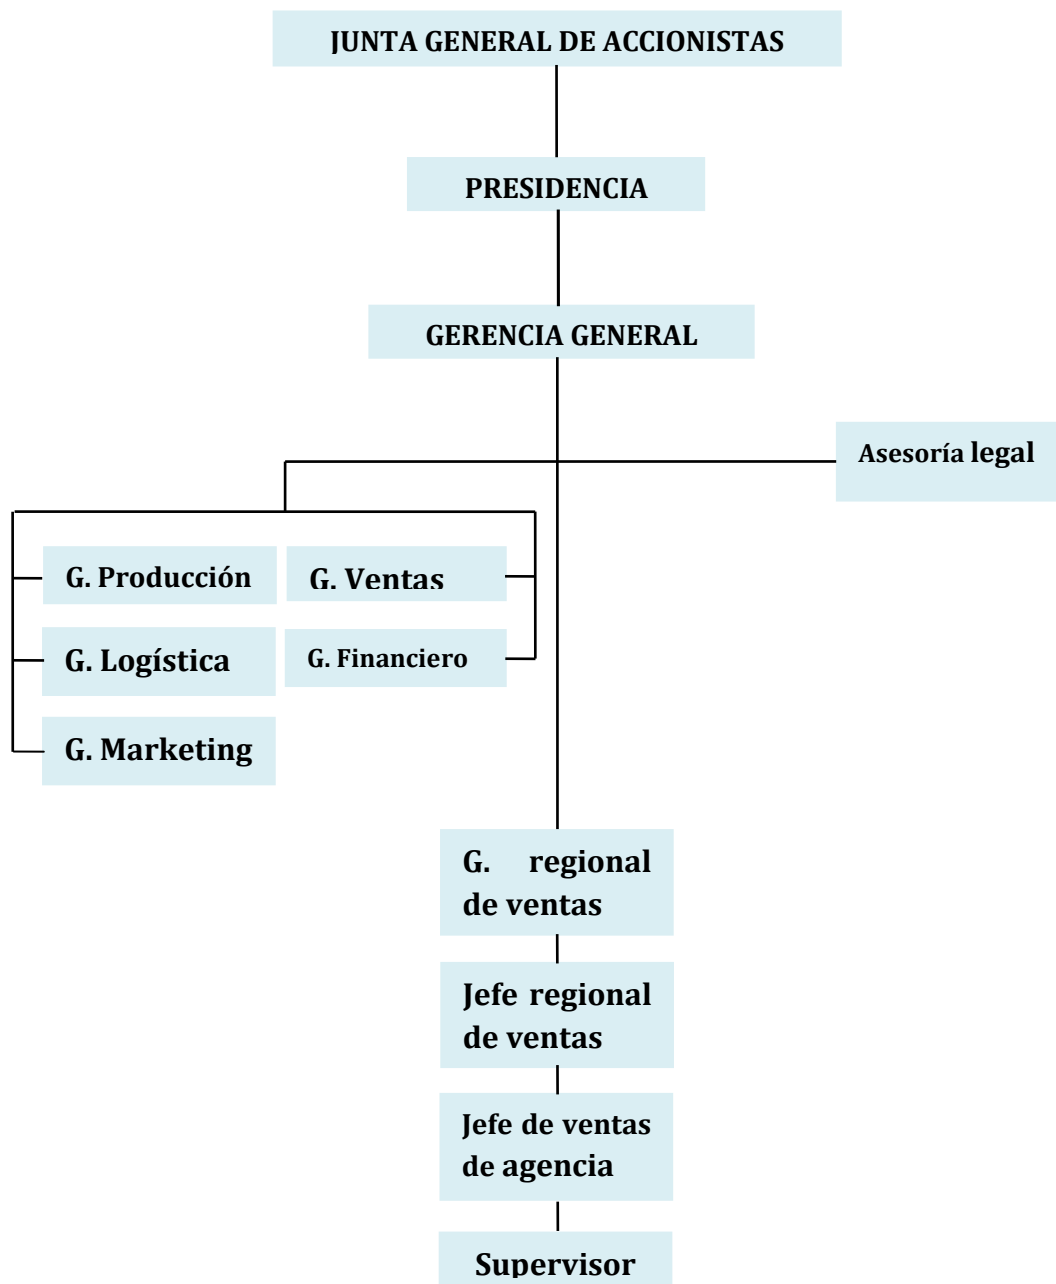 JUNTA GENERAL DE ACCIONISTAS
PRESIDENCIA
GERENCIA GENERAL
Asesoría legal
G. Producción
G. Ventas
G. Logística
G. Financiero
G. Marketing
G. regional
de ventas
Jefe regional
de ventas
Jefe de ventas
de agencia
Supervisor